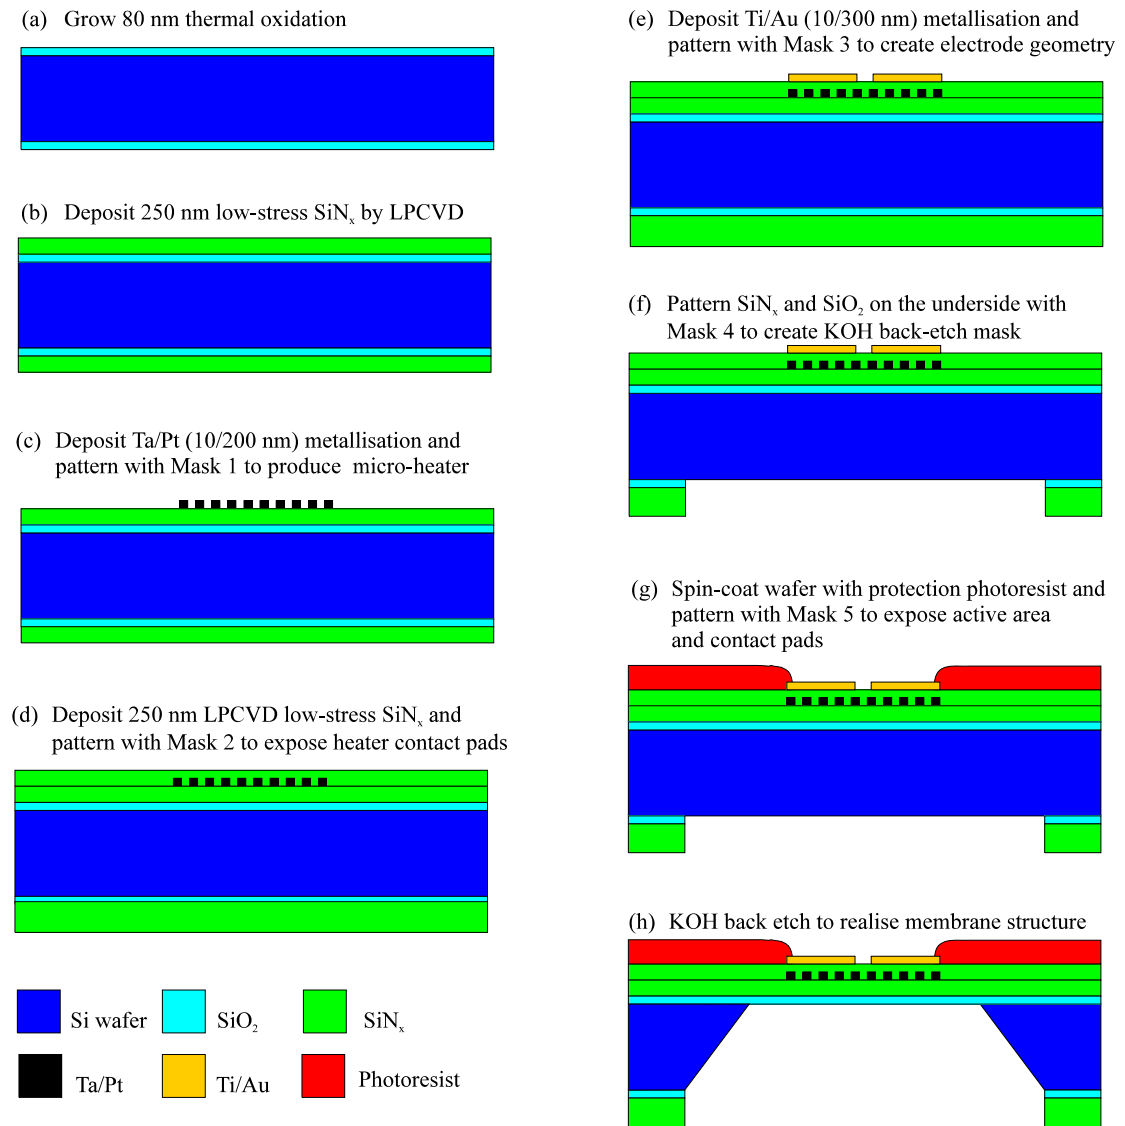 (a) Grow 80 nm thermal oxidation
(b) Deposit 250 nm low-stress SiNₓ by LPCVD
(c) Deposit Ta/Pt (10/200 nm) metallisation and
pattern with Mask 1 to produce micro-heater
(d) Deposit 250 nm LPCVD low-stress SiNₓ and
pattern with Mask 2 to expose heater contact pads
Si wafer
SiO₂
SiNₓ
Ta/Pt
Ti/Au
Photoresist
(e) Deposit Ti/Au (10/300 nm) metallisation and
pattern with Mask 3 to create electrode geometry
(f) Pattern SiNₓ and SiO₂ on the underside with
Mask 4 to create KOH back-etch mask
(g) Spin-coat wafer with protection photoresist and
pattern with Mask 5 to expose active area
and contact pads
(h) KOH back etch to realise membrane structure